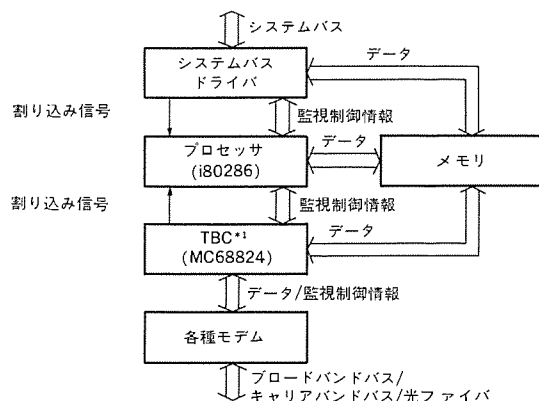 システムバス
システムバス
ドライバ
データ
割り込み信号
監視制御情報
プロセッサ
(i80286)
データ
メモリ
割り込み信号
監視制御情報
TBC*1
(MC68824)
データ
データ/監視制御情報
各種モデム
ブロードバンドバス/
キャリアバンドバス/光ファイバ